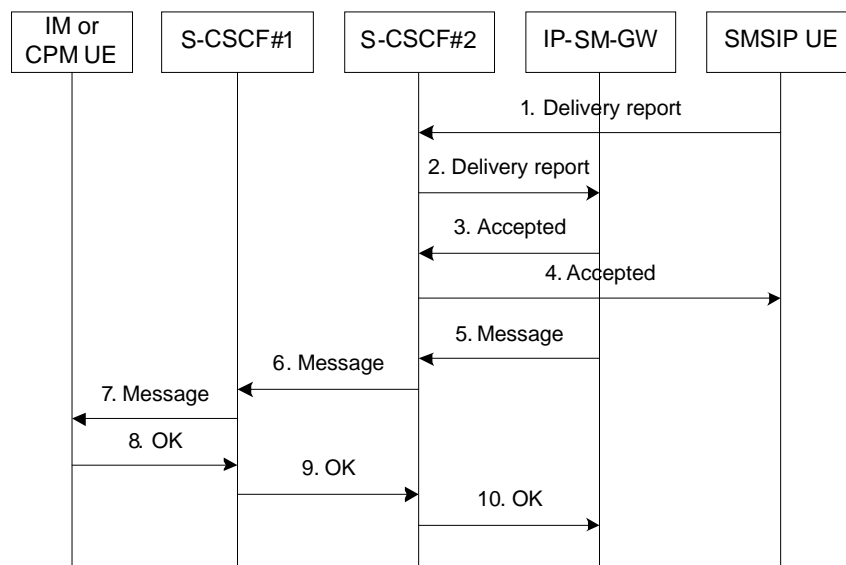 IM or
CPM UE
S-CSCF#1
S-CSCF#2
IP-SM-GW
SMSIP UE
1. Delivery report
2. Delivery report
3. Accepted
4. Accepted
5. Message
6. Message
7. Message
8. OK
9. OK
10. OK